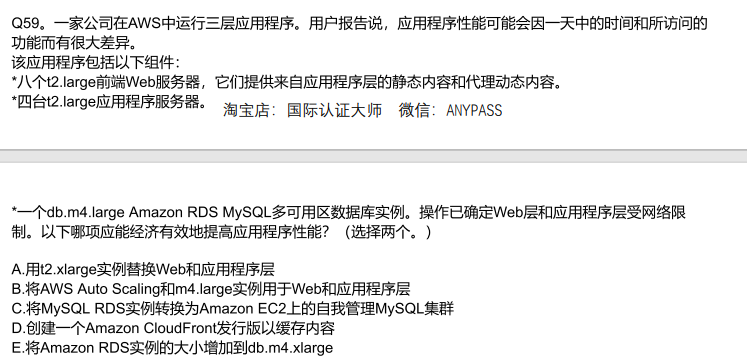 Q59。一家公司在AWS中运行三层应用程序。用户报告说，应用程序性能可能会因一天中的时间和所访问的
功能而有很大差异。
该应用程序包括以下组件：
*八个t2.large前端Web服务器，它们提供来自应用程序层的静态内容和代理动态内容。
*四台t2.large应用程序服务器。
淘宝店：国际认证大师 微信：ANYPASS
*一个db.m4.large Amazon RDS MySQL多可用区数据库实例。操作已确定Web层和应用程序层受网络限
制。以下哪项应能经济有效地提高应用程序性能？（选择两个。）
A.用t2.xlarge实例替换Web和应用程序层
B.将AWS Auto Scaling和m4.large实例用于Web和应用程序层
C.将MySQL RDS实例转换为Amazon EC2上的自我管理MySQL集群
D.创建一个Amazon CloudFront发行版以缓存内容
E.将Amazon RDS实例的大小增加到db.m4.xlarge